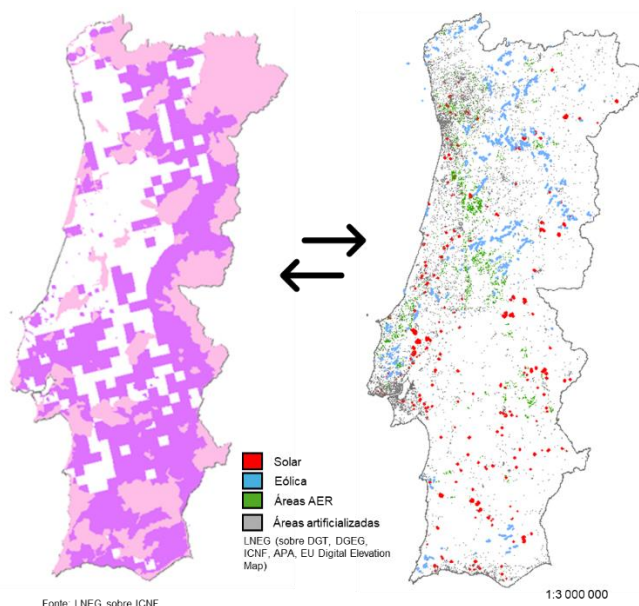 Solar
Eólica
Áreas AER
Áreas artificializadas
LNEG (sobre DGT, DGEG,
ICNF, APA, EU Digital Elevation
Map)
Fonte: LNEG, sobre ICNF
1:3 000 000